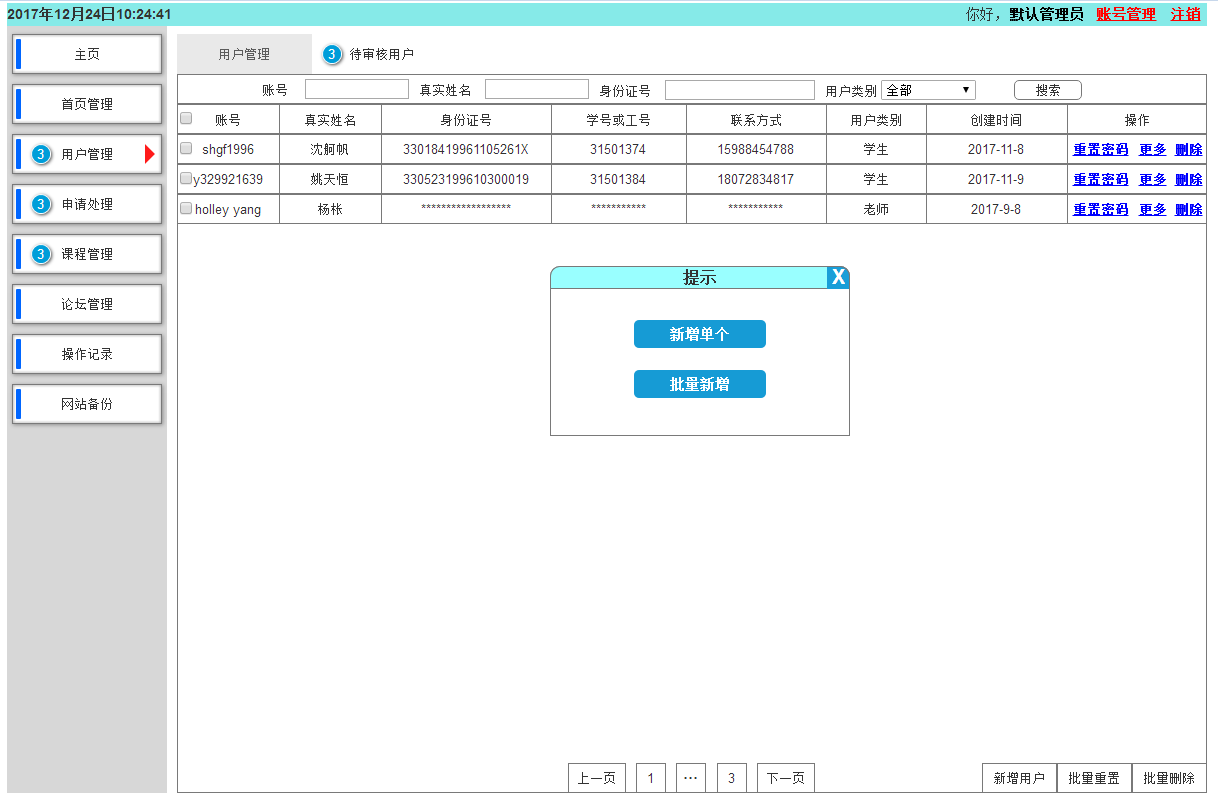 2017年12月24日10:24:41 你好，默认管理员 账号管理 注销
主页
首页管理
3 用户管理
3 申请处理
3 课程管理
论坛管理
操作记录
网站备份
用户管理 3 待审核用户
账号 真实姓名 身份证号 用户类别 全部 搜索
账号 真实姓名 身份证号 学号或工号 联系方式 用户类别 创建时间 操作
shgf1996 沈舸帆 33018419961105261X 31501374 15988454788 学生 2017-11-8 重置密码 更多 删除
y329921639 姚天恒 330523199610300019 31501384 18072834817 学生 2017-11-9 重置密码 更多 删除
holley yang 杨枨 ****************** *********** *********** 老师 2017-9-8 重置密码 更多 删除
提示 X
新增单个
批量新增
上一页 1 ··· 3 下一页 新增用户 批量重置 批量删除